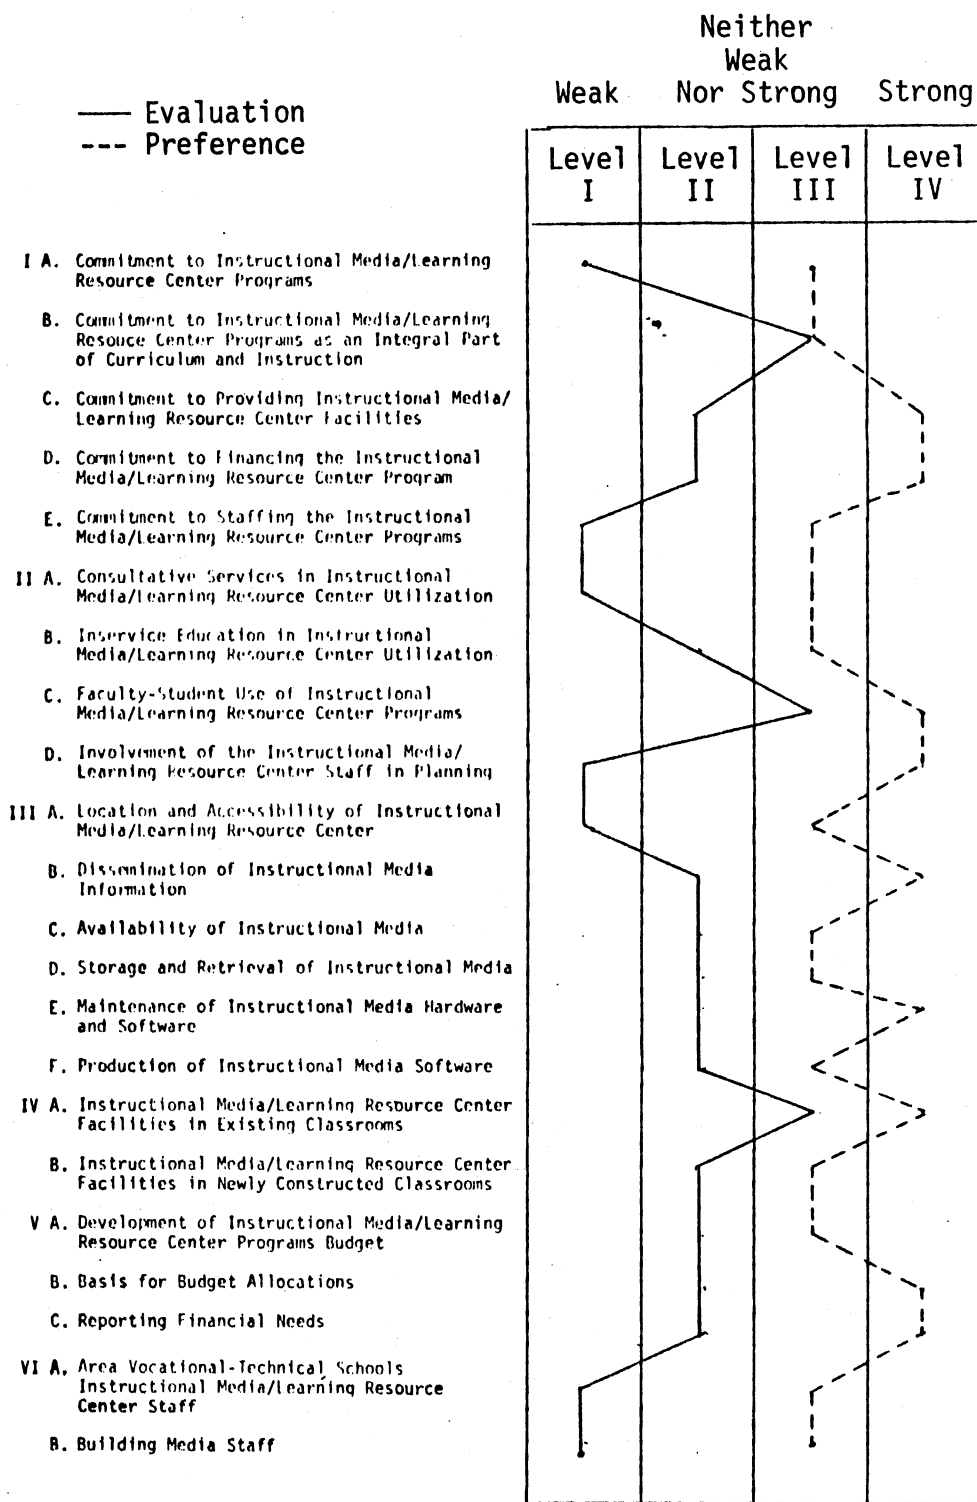 Neither
Weak
Weak Nor Strong Strong
—— Evaluation
--- Preference
Level Level Level Level
I II III IV
I A. Commitment to Instructional Media/Learning
Resource Center Programs
B. Commitment to Instructional Media/Learning
Resouce Center Programs as an Integral Part
of Curriculum and Instruction
C. Commitment to Providing Instructional Media/
Learning Resource Center Facilities
D. Commitment to Financing the Instructional
Media/Learning Resource Center Program
E. Commitment to Staffing the Instructional
Media/Learning Resource Center Programs
II A. Consultative Services in Instructional
Media/Learning Resource Center Utilization
B. Inservice Education in Instructional
Media/Learning Resource Center Utilization
C. Faculty-Student Use of Instructional
Media/Learning Resource Center Programs
D. Involvement of the Instructional Media/
Learning Resource Center Staff in Planning
III A. Location and Accessibility of Instructional
Media/Learning Resource Center
B. Dissemination of Instructional Media
Information
C. Availability of Instructional Media
D. Storage and Retrieval of Instructional Media
E. Maintenance of Instructional Media Hardware
and Software
F. Production of Instructional Media Software
IV A. Instructional Media/Learning Resource Center
Facilities in Existing Classrooms
B. Instructional Media/Learning Resource Center
Facilities in Newly Constructed Classrooms
V A. Development of Instructional Media/Learning
Resource Center Programs Budget
B. Basis for Budget Allocations
C. Reporting Financial Needs
VI A. Area Vocational-Technical Schools
Instructional Media/Learning Resource
Center Staff
B. Building Media Staff